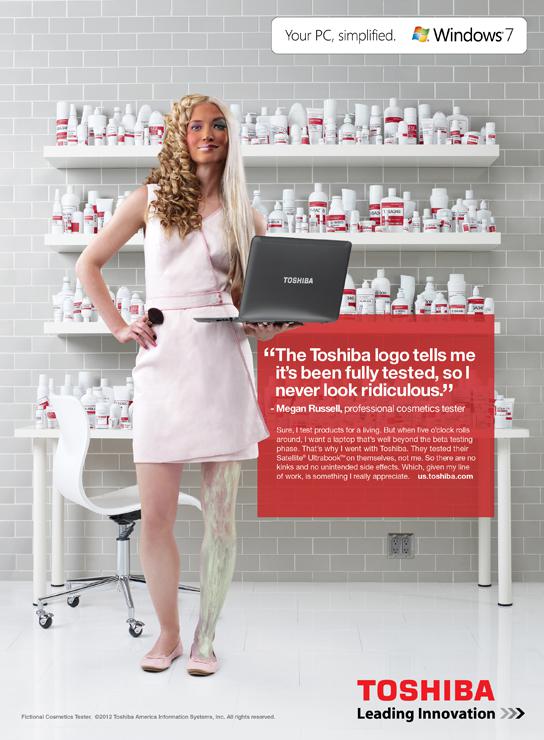 Your PC, simplified. Windows®7
TOSHIBA
“The Toshiba logo tells me
it’s been fully tested, so I
never look ridiculous.”
- Megan Russell, professional cosmetics tester
Sure, I test products for a living. But when five o’clock rolls
around, I want a laptop that’s well beyond the beta testing
phase. That’s why I went with Toshiba. They tested their
Satellite® Ultrabook™ on themselves, not me. So there are no
kinks and no unintended side effects. Which, given my line
of work, is something I really appreciate. us.toshiba.com
TOSHIBA
Leading Innovation >>>
Fictional Cosmetics Tester. ©2012 Toshiba America Information Systems, Inc. All rights reserved.